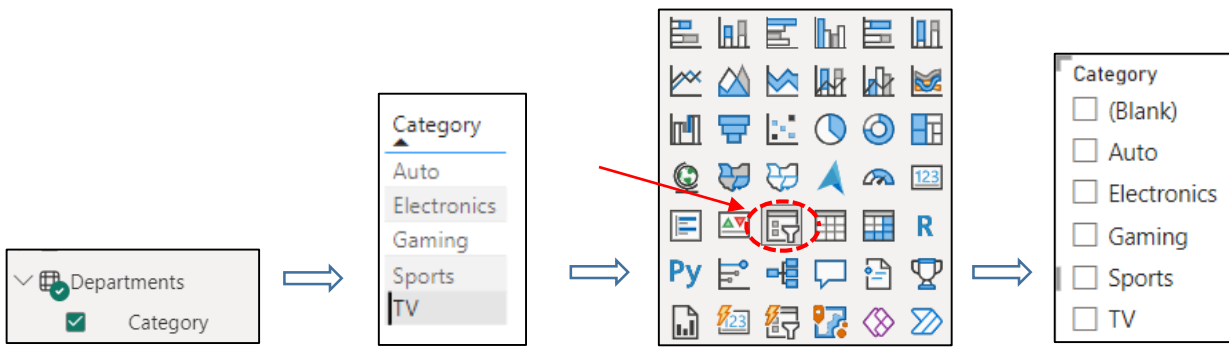 Departments
Category
Category
Auto
Electronics
Gaming
Sports
TV
123
R
Py
123
Category
(Blank)
Auto
Electronics
Gaming
Sports
TV